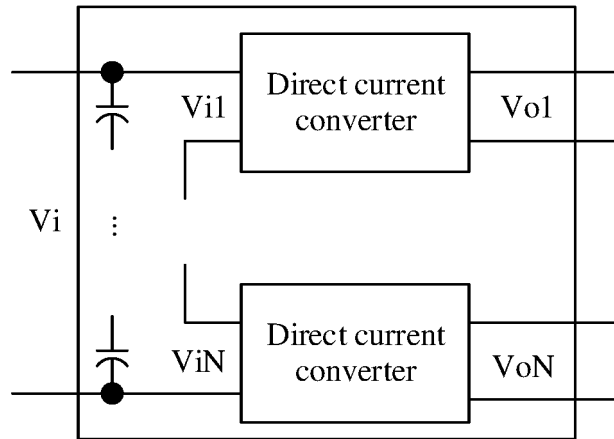 Direct current
converter
Vi1
Vo1
Vi
...
Direct current
converter
ViN
VoN